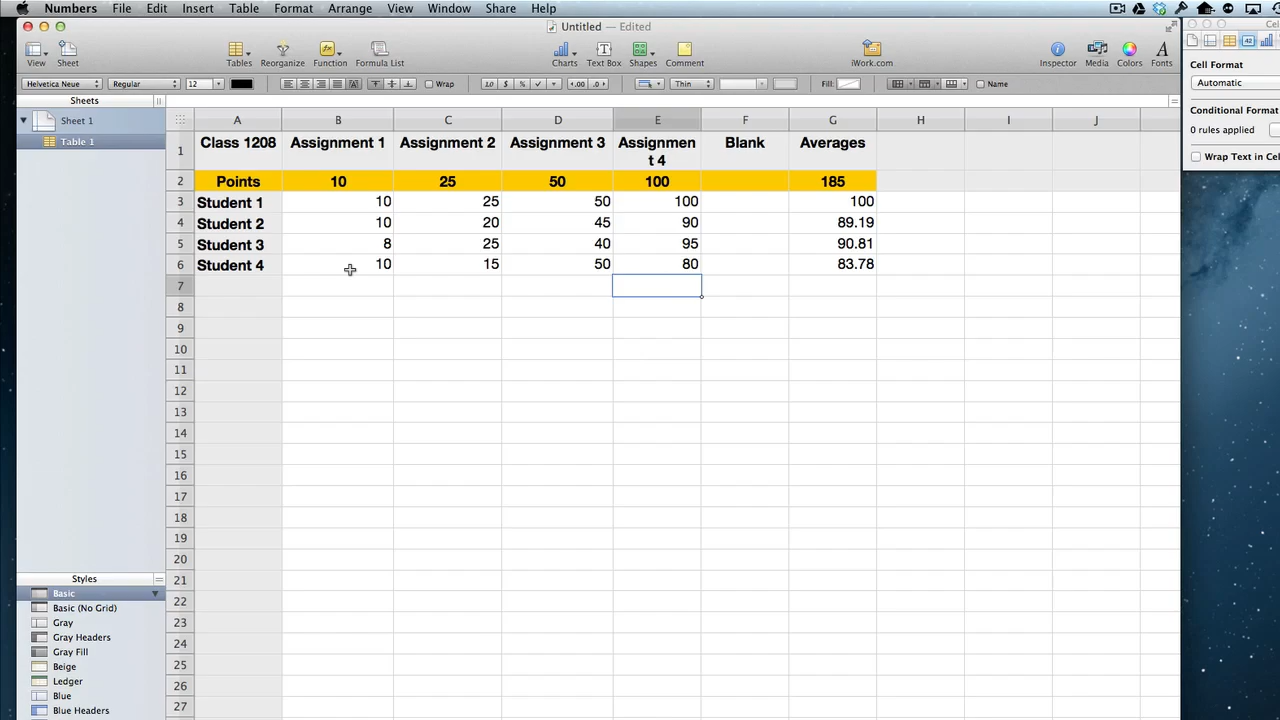 Numbers File Edit Insert Table Format Arrange View Window Share Help
Untitled — Edited
View Sheet Tables Reorganize Function Formula List Charts Text Box Shapes Comment iWork.com Inspector Media Colors Fonts
Helvetica Neue Regular 12 Wrap 1.0 $ % .00 .0 Thin Fill: Name
Cell Format
Automatic
Conditional Format
0 rules applied
Wrap Text in Cel
Sheets
Sheet 1
Table 1
A B C D E F G H I J
1 Class 1208 Assignment 1 Assignment 2 Assignment 3 Assignmen
t 4 Blank Averages
2 Points 10 25 50 100 185
3 Student 1 10 25 50 100 100
4 Student 2 10 20 45 90 89.19
5 Student 3 8 25 40 95 90.81
6 Student 4 10 15 50 80 83.78
7
8
9
10
11
12
13
14
15
16
17
18
19
20
21
22
23
24
25
26
27
Styles
Basic
Basic (No Grid)
Gray
Gray Headers
Gray Fill
Beige
Ledger
Blue
Blue Headers